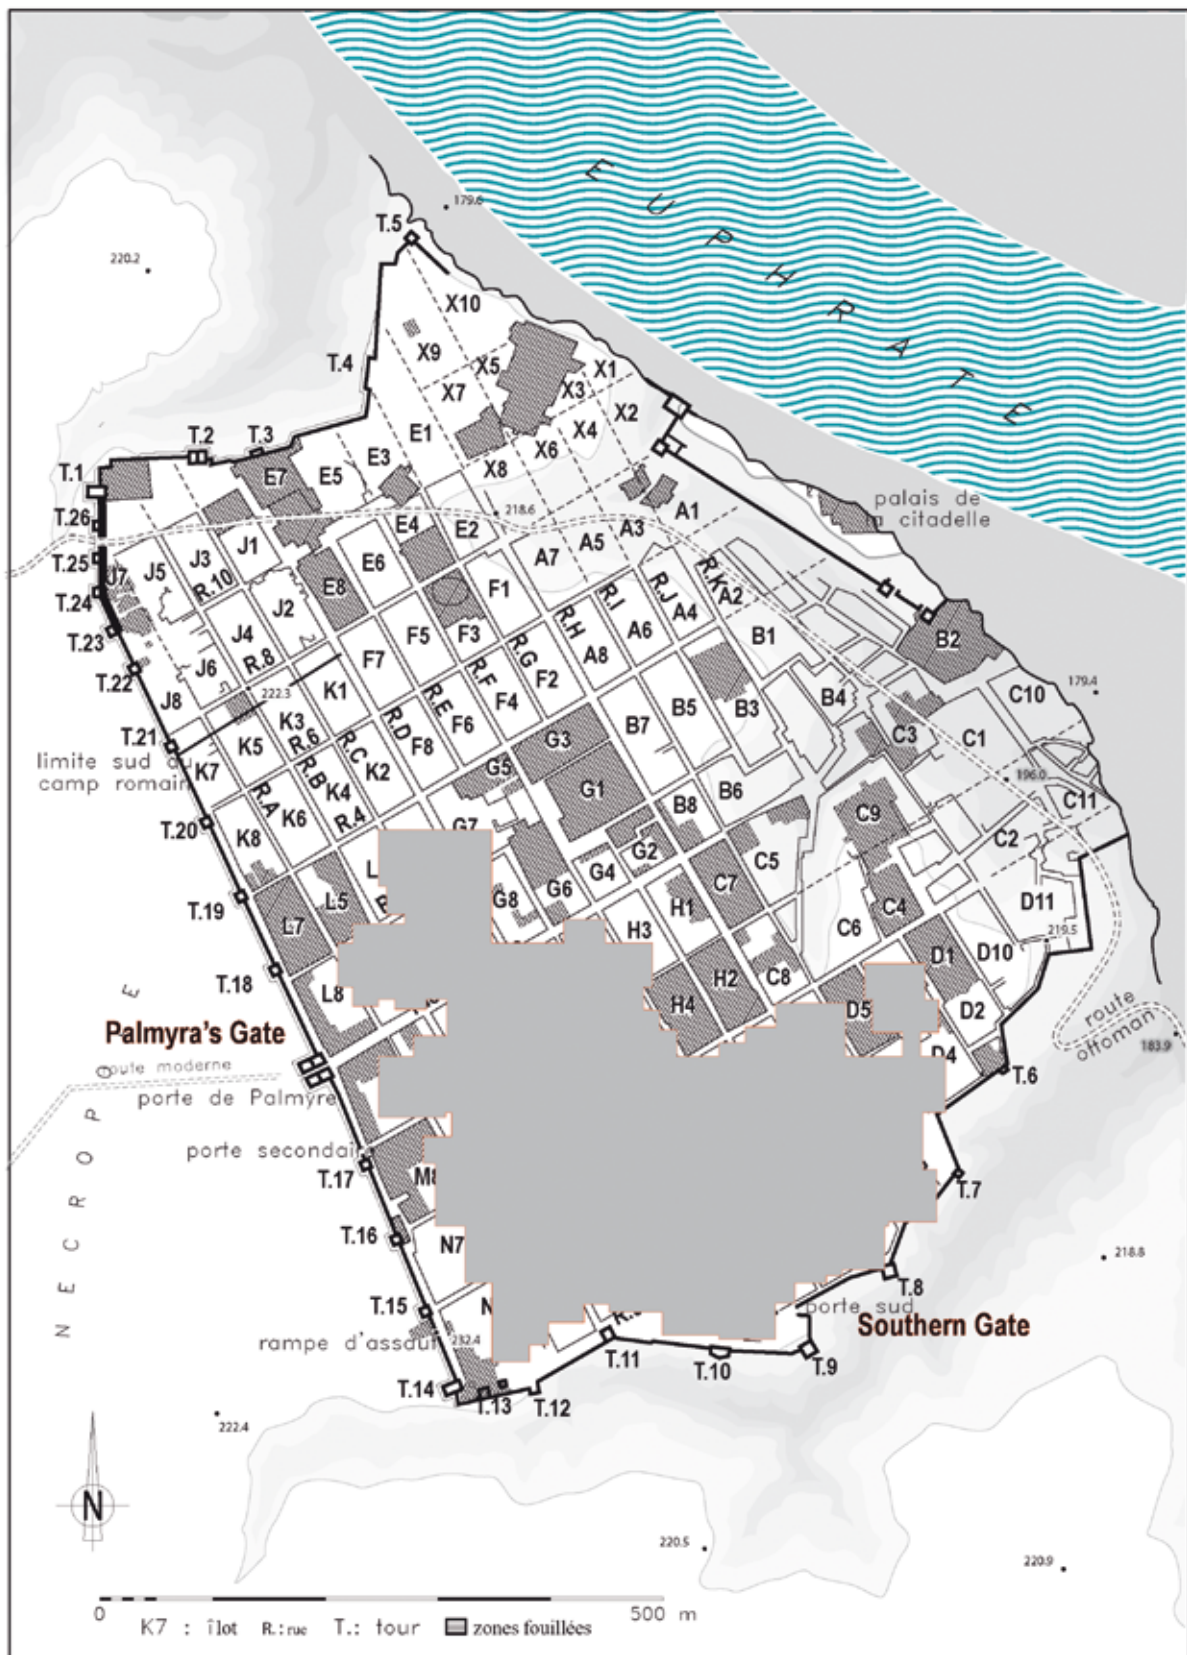 EUPHRATE
T.5
179.6
220.2
X10
T.4
X9
X5
X1
X7
X3
X2
E1
X4
X6
T.2
T.3
E3
X8
T.1
E7
E5
A1
palais de
la citadelle
T.26
218.6
E4
E2
A3
J1
A5
J3
A7
T.25
J5
E6
J7
R.10
R.K
E8
F1
R.I
R.J
A2
T.24
J2
A4
T.23
J4
F5
F3
R.H
A6
B1
B2
T.22
J6
R.8
F7
R.G
A8
179.4
J8
222.3
K1
R.E
R.F
F2
B4
C10
K3
R.D
F4
B5
B3
T.21
K5
R.6
R.C
F6
B7
C3
C1
limite sud du
camp romain
K7
R.B
K2
F8
G3
G5
196.0
R.A
K4
G1
B6
C11
T.20
K6
R.4
B8
K8
G7
C9
C2
G2
C5
L
G4
C7
T.19
L5
G8
G6
H1
C4
D11
L7
H3
C6
219.5
T.18
H2
C8
D1
D10
L8
H4
D5
D2
Palmyra's Gate
route
ottoman
183.9
route moderne
D4
T.6
porte de Palmyre
porte secondai
T.17
M8
T.7
T.16
N7
218.8
T.8
T.15
porte sud
Southern Gate
rampe d'assaut
232.4
T.11
T.10
T.9
T.14
T.13
T.12
222.4
NECROPOLE
N
220.5
220.9
0
500 m
K7 : îlot R.: rue T.: tour zones fouillées